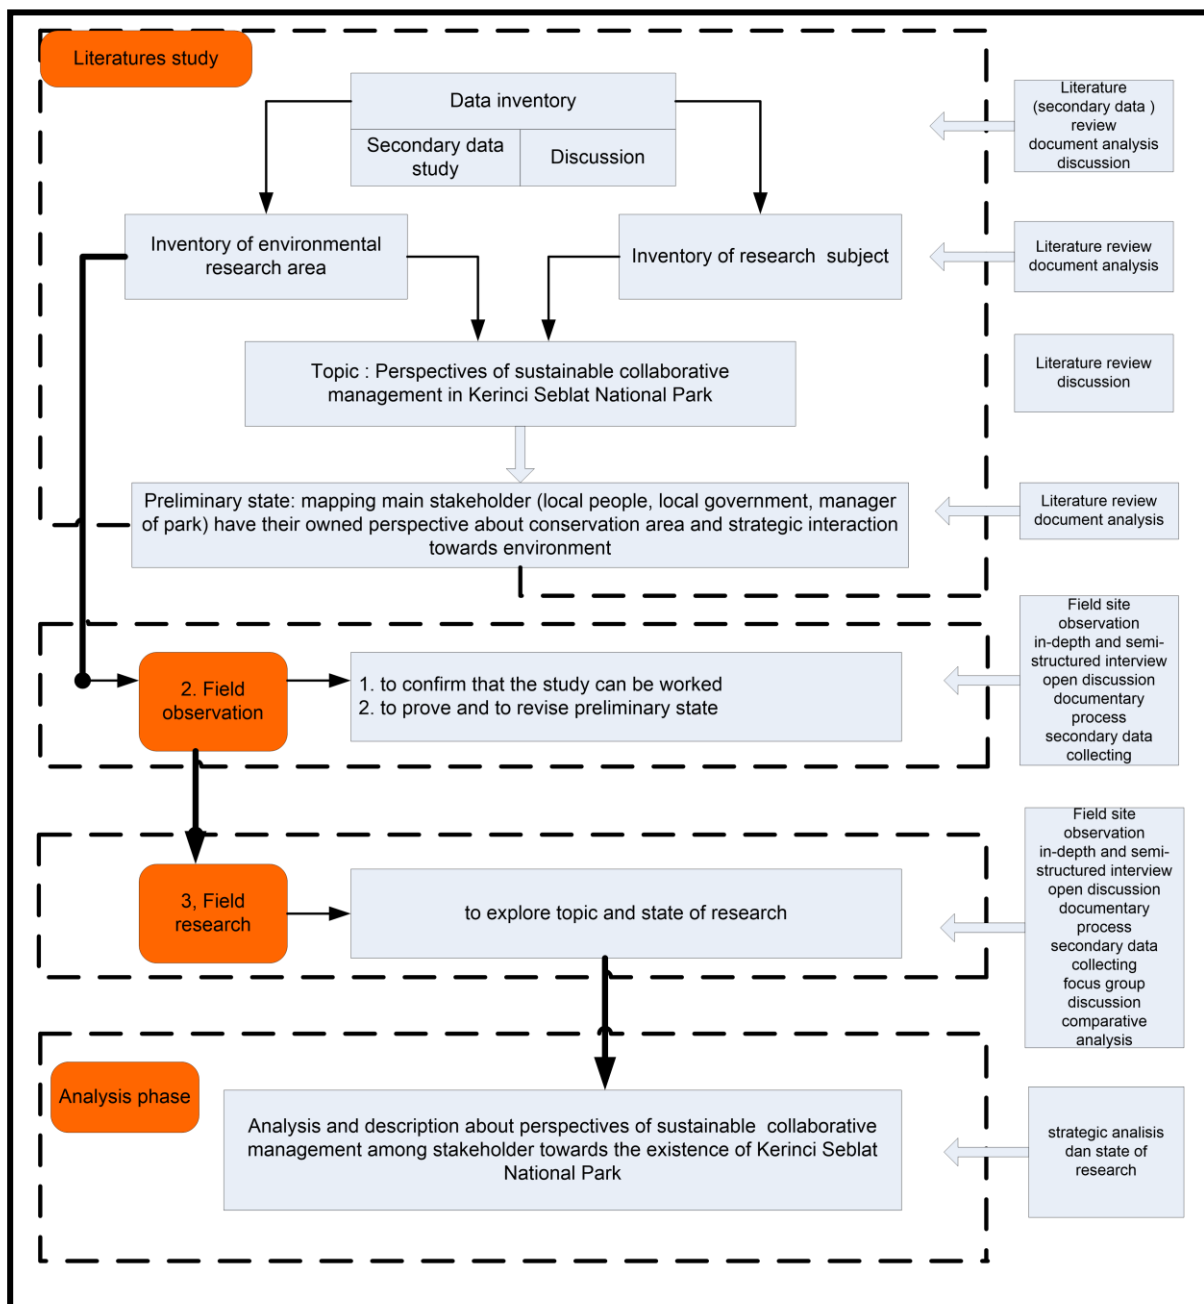 Literatures study
Data inventory
Secondary data
study
Discussion
Literature
(secondary data )
review
document analysis
discussion
Inventory of environmental
research area
Inventory of research  subject
Literature review
document analysis
Topic : Perspectives of sustainable collaborative
management in Kerinci Seblat National Park
Literature review
discussion
Preliminary state: mapping main stakeholder (local people, local government, manager
of park) have their owned perspective about conservation area and strategic interaction
towards environment
Literature review
document analysis
2. Field
observation
1. to confirm that the study can be worked
2. to prove and to revise preliminary state
Field site
observation
in-depth and semi-
structured interview
open discussion
documentary
process
secondary data
collecting
3, Field
research
to explore topic and state of research
Field site
observation
in-depth and semi-
structured interview
open discussion
documentary
process
secondary data
collecting
focus group
discussion
comparative
analysis
Analysis phase
Analysis and description about perspectives of sustainable  collaborative
management among stakeholder towards the existence of Kerinci Seblat
National Park
strategic analisis
dan state of
research